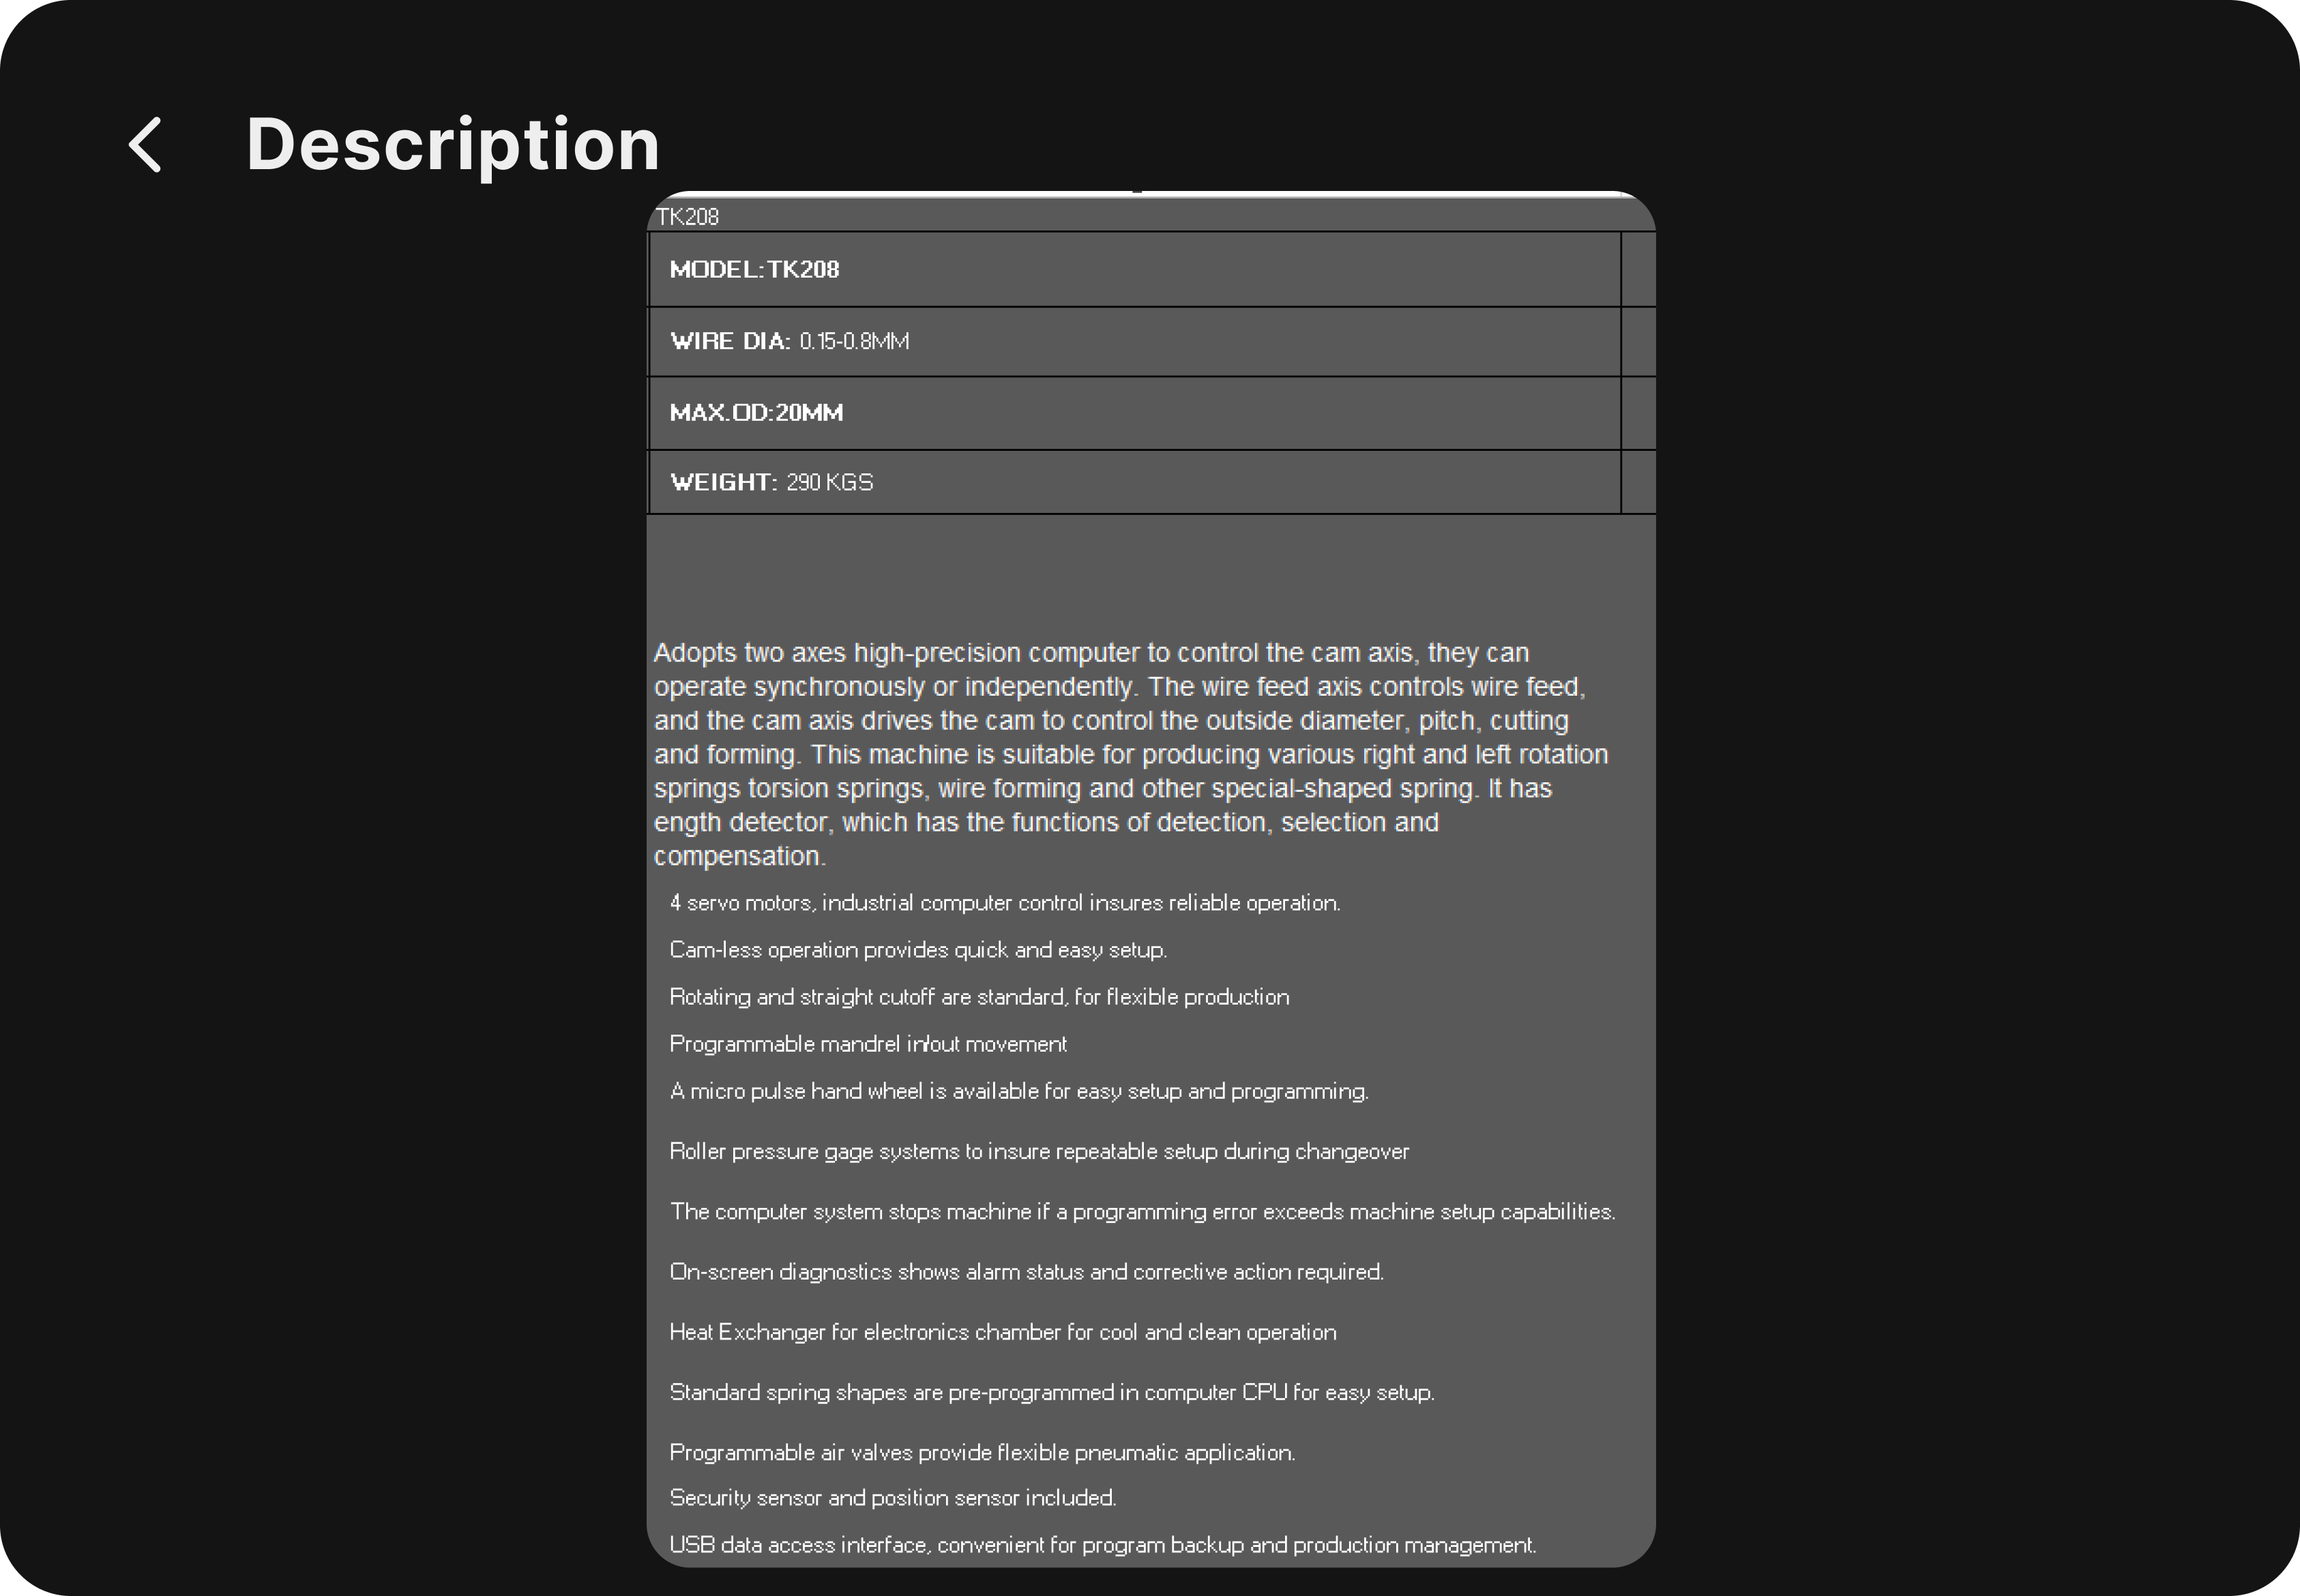 Description
TK208
MODEL:TK208
WIRE DIA: 0.15-0.8MM
MAX.OD:20MM
WEIGHT: 290 KGS
Adopts two axes high-precision computer to control the cam axis, they can
operate synchronously or independently. The wire feed axis controls wire feed,
and the cam axis drives the cam to control the outside diameter, pitch, cutting
and forming. This machine is suitable for producing various right and left rotation
springs torsion springs, wire forming and other special-shaped spring. It has
ength detector, which has the functions of detection, selection and
compensation.
4 servo motors, industrial computer control insures reliable operation.
Cam-less operation provides quick and easy setup.
Rotating and straight cutoff are standard, for flexible production
Programmable mandrel in/out movement
A micro pulse hand wheel is available for easy setup and programming.
Roller pressure gage systems to insure repeatable setup during changeover
The computer system stops machine if a programming error exceeds machine setup capabilities.
On-screen diagnostics shows alarm status and corrective action required.
Heat Exchanger for electronics chamber for cool and clean operation
Standard spring shapes are pre-programmed in computer CPU for easy setup.
Programmable air valves provide flexible pneumatic application.
Security sensor and position sensor included.
USB data access interface, convenient for program backup and production management.